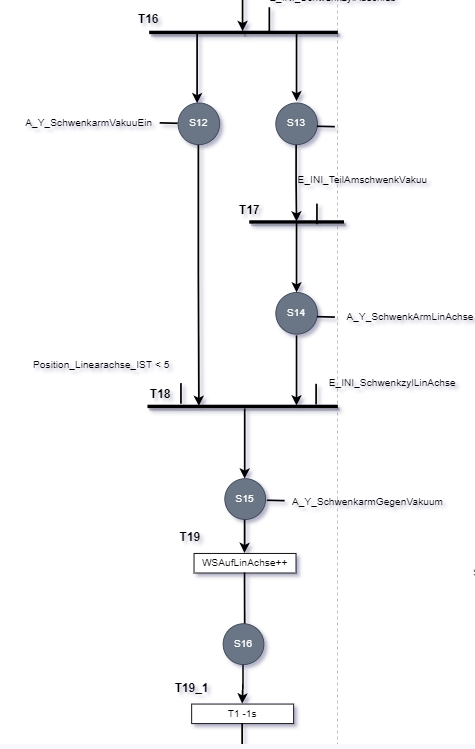 T16
S12
S13
A_Y_SchwenkarmVakuuEin
E_INI_TeilAmschwenkVakuu
T17
S14
A_Y_SchwenkArmLinAchse
Position_Linearachse_IST < 5
E_INI_SchwenkzylLinAchse
T18
S15
A_Y_SchwenkarmGegenVakuum
T19
WSAufLinAchse++
S16
T19_1
T1 -1s